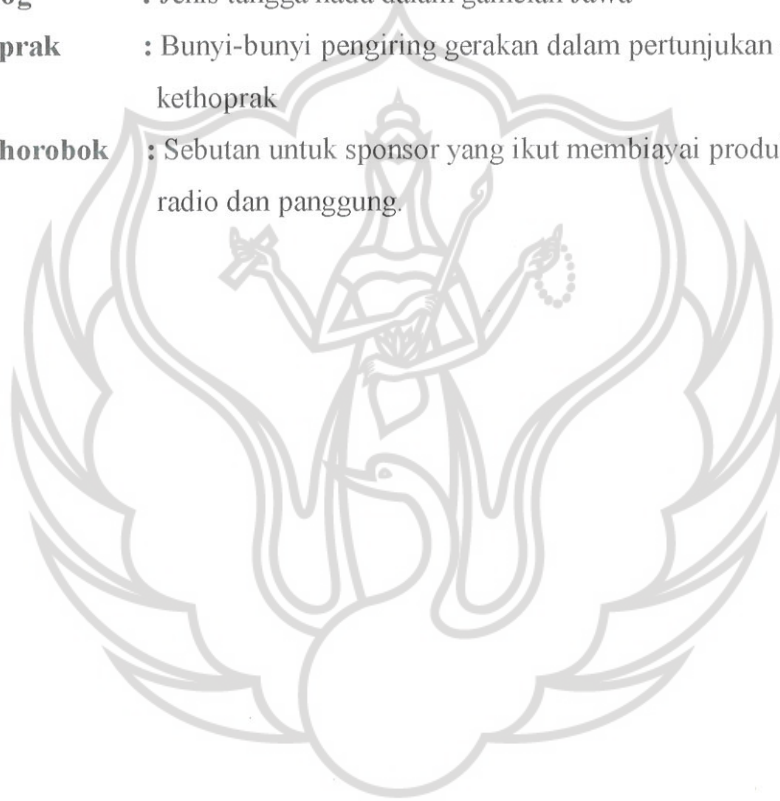 og : Jenis tangga nada dalam gamelan Jawa
prak : Bunyi-bunyi pengiring gerakan dalam pertunjukan
kethoprak
horobok : Sebutan untuk sponsor yang ikut membiayai produ
radio dan panggung.